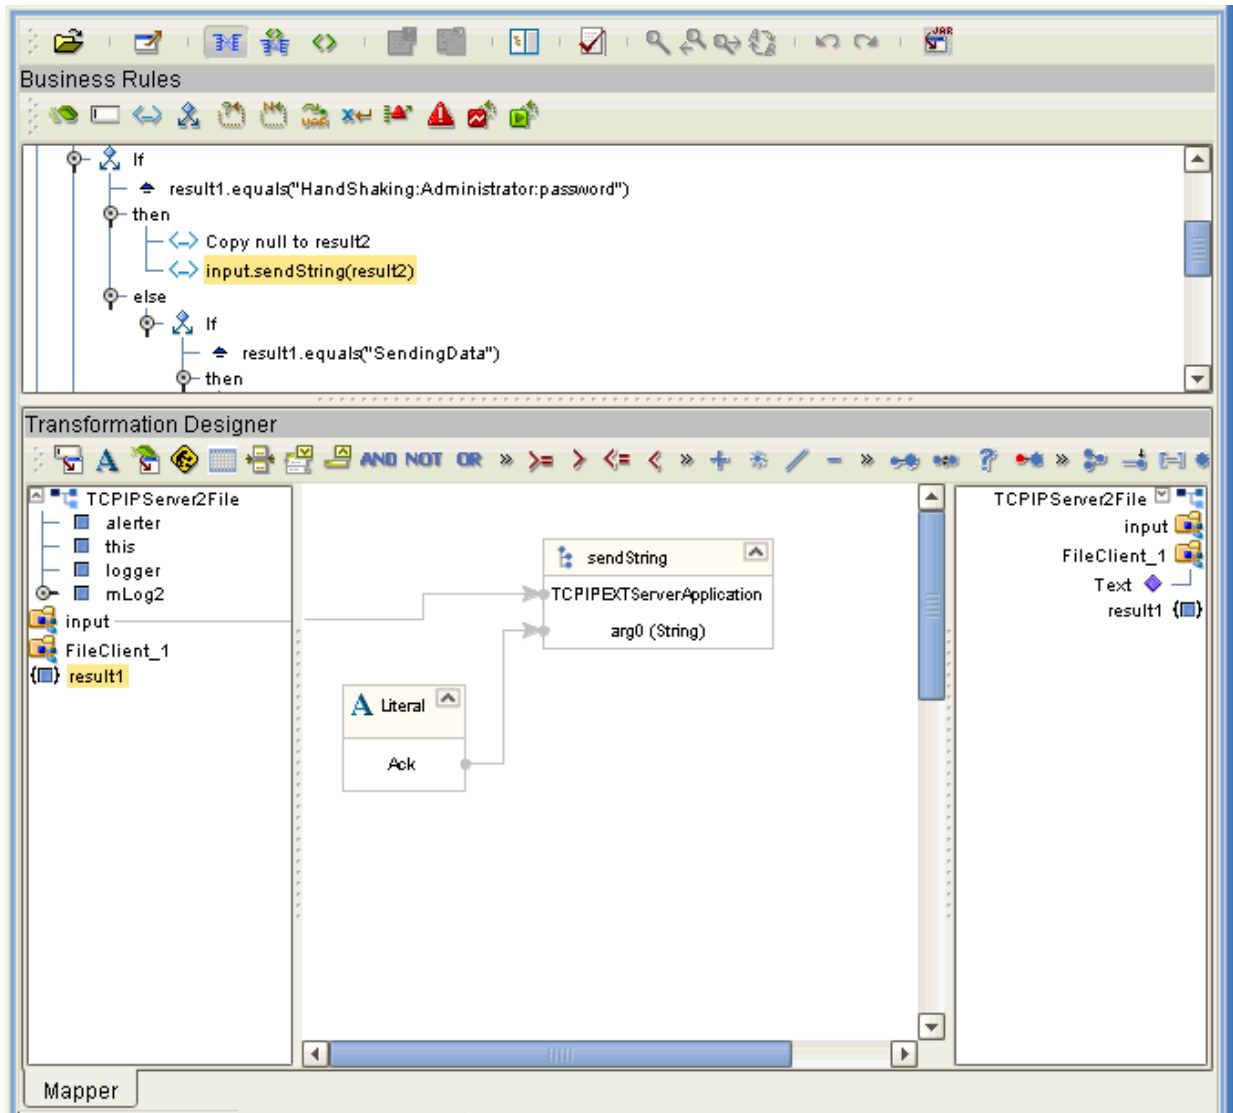 JAR
Business Rules
VAR
If
result1.equals("HandShaking:Administrator:password")
then
Copy null to result2
input.sendString(result2)
else
If
result1.equals("SendingData")
then
Transformation Designer
A AND NOT OR » >= > <= < » + * / - » ? »
TCPIPServer2File
alerter
this
logger
mLog2
input
FileClient_1
{ } result1
sendString
TCPIPEXTServerApplication
arg0 (String)
A Literal
Ack
TCPIPServer2File
input
FileClient_1
Text
result1 { }
Mapper